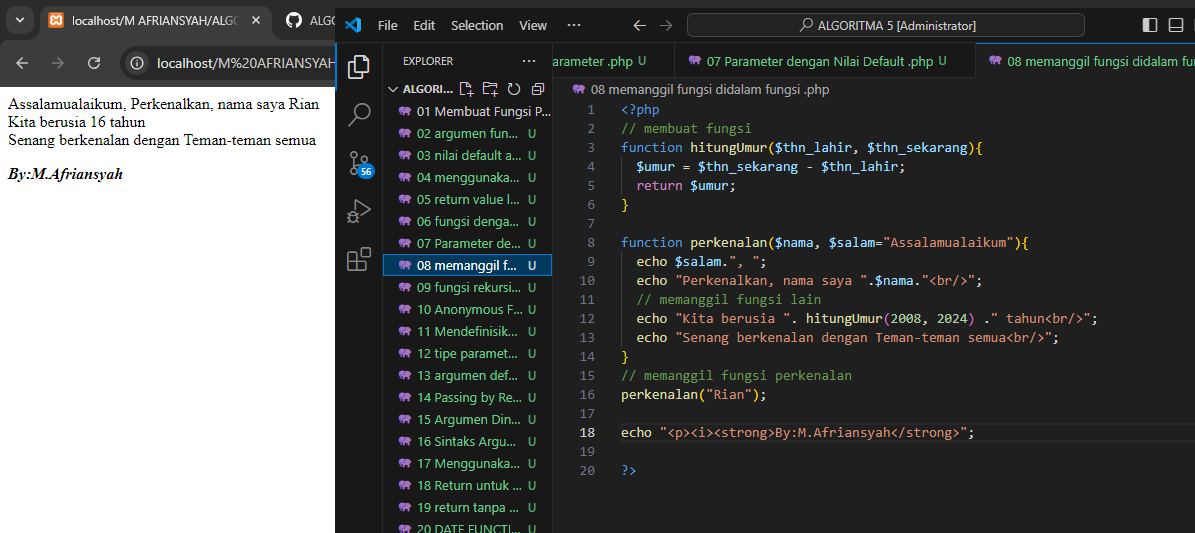 localhost/M AFRIANSYAH/ALGO
ALGO
localhost/M%20AFRIANSYAH
Assalamualaikum, Perkenalkan, nama saya Rian
Kita berusia 16 tahun
Senang berkenalan dengan Teman-teman semua
By:M.Afriansyah
File Edit Selection View ···
ALGORITMA 5 [Administrator]
56
EXPLORER ···
ALGORI...
01 Membuat Fungsi P...
02 argumen fun... U
03 nilai default a... U
04 menggunaka... U
05 return value l... U
06 fungsi denga... U
07 Parameter de... U
08 memanggil f... U
09 fungsi rekursi... U
10 Anonymous F... U
11 Mendefinisik... U
12 tipe paramet... U
13 argumen def... U
14 Passing by Re... U
15 Argumen Din... U
16 Sintaks Argu... U
17 Menggunaka... U
18 Return untuk ... U
19 return tanpa ... U
20 DATE FUNCTI... U
arameter .php U
07 Parameter dengan Nilai Default .php U
08 memanggil fungsi didalam fun
08 memanggil fungsi didalam fungsi .php
1 <?php
2 // membuat fungsi
3 function hitungUmur($thn_lahir, $thn_sekarang){
4 $umur = $thn_sekarang - $thn_lahir;
5 return $umur;
6 }
7
8 function perkenalan($nama, $salam="Assalamualaikum"){
9 echo $salam.", ";
10 echo "Perkenalkan, nama saya ".$nama."<br/>";
11 // memanggil fungsi lain
12 echo "Kita berusia ". hitungUmur(2008, 2024) ." tahun<br/>";
13 echo "Senang berkenalan dengan Teman-teman semua<br/>";
14 }
15 // memanggil fungsi perkenalan
16 perkenalan("Rian");
17
18 echo "<p><i><strong>By:M.Afriansyah</strong>";
19
20 ?>